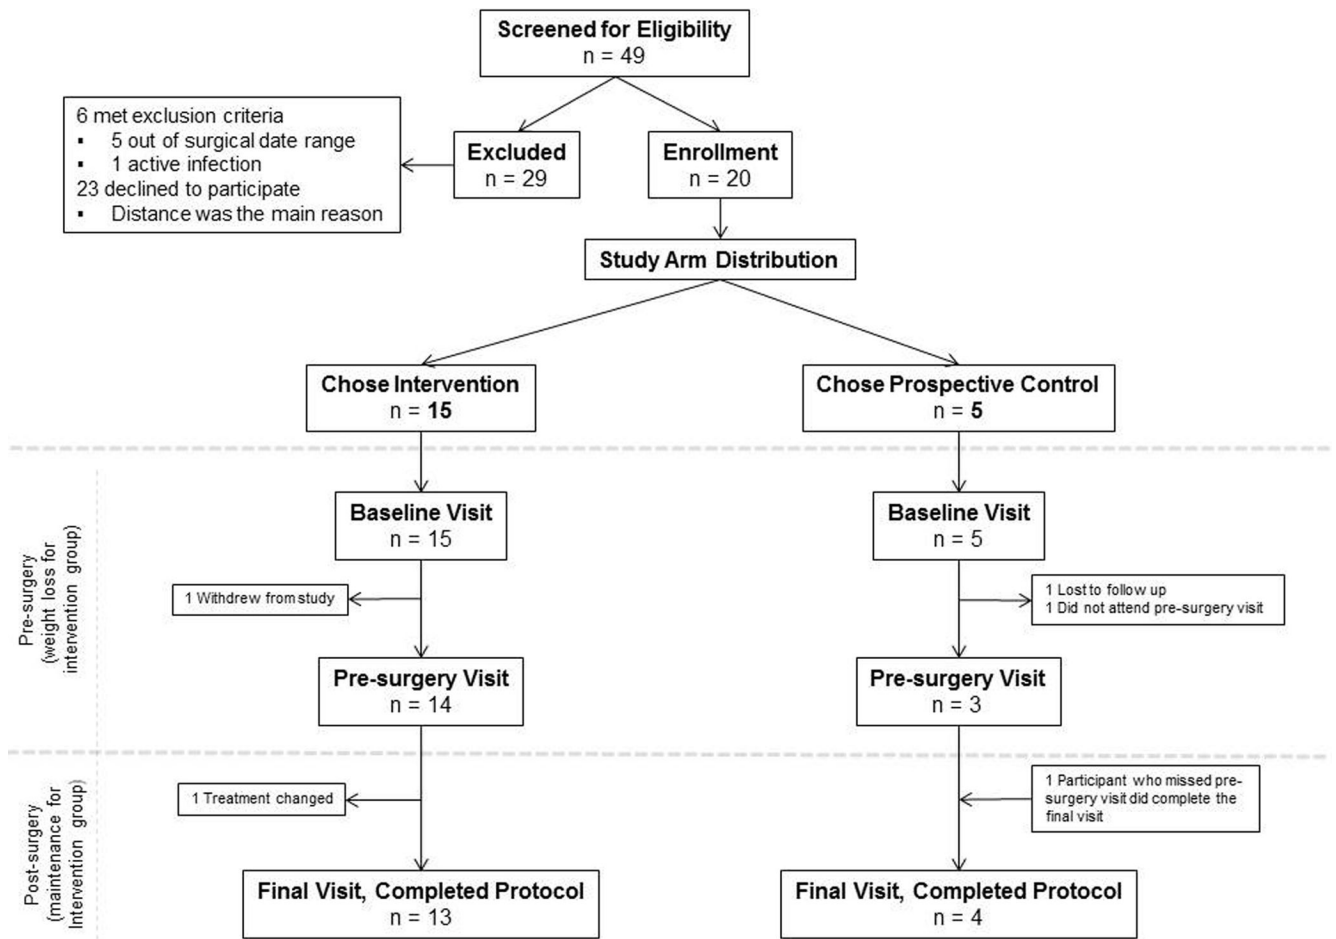 Screened for Eligibility
n = 49
6 met exclusion criteria
▪ 5 out of surgical date range
▪ 1 active infection
23 declined to participate
▪ Distance was the main reason
Excluded
n = 29
Enrollment
n = 20
Study Arm Distribution
Chose Intervention
n = 15
Chose Prospective Control
n = 5
Pre-surgery
(weight loss for
intervention group)
Baseline Visit
n = 15
Baseline Visit
n = 5
1 Withdrew from study
1 Lost to follow up
1 Did not attend pre-surgery visit
Pre-surgery Visit
n = 14
Pre-surgery Visit
n = 3
Post-surgery
(maintenance for
Intervention group)
1 Treatment changed
1 Participant who missed pre-
surgery visit did complete the
final visit
Final Visit, Completed Protocol
n = 13
Final Visit, Completed Protocol
n = 4